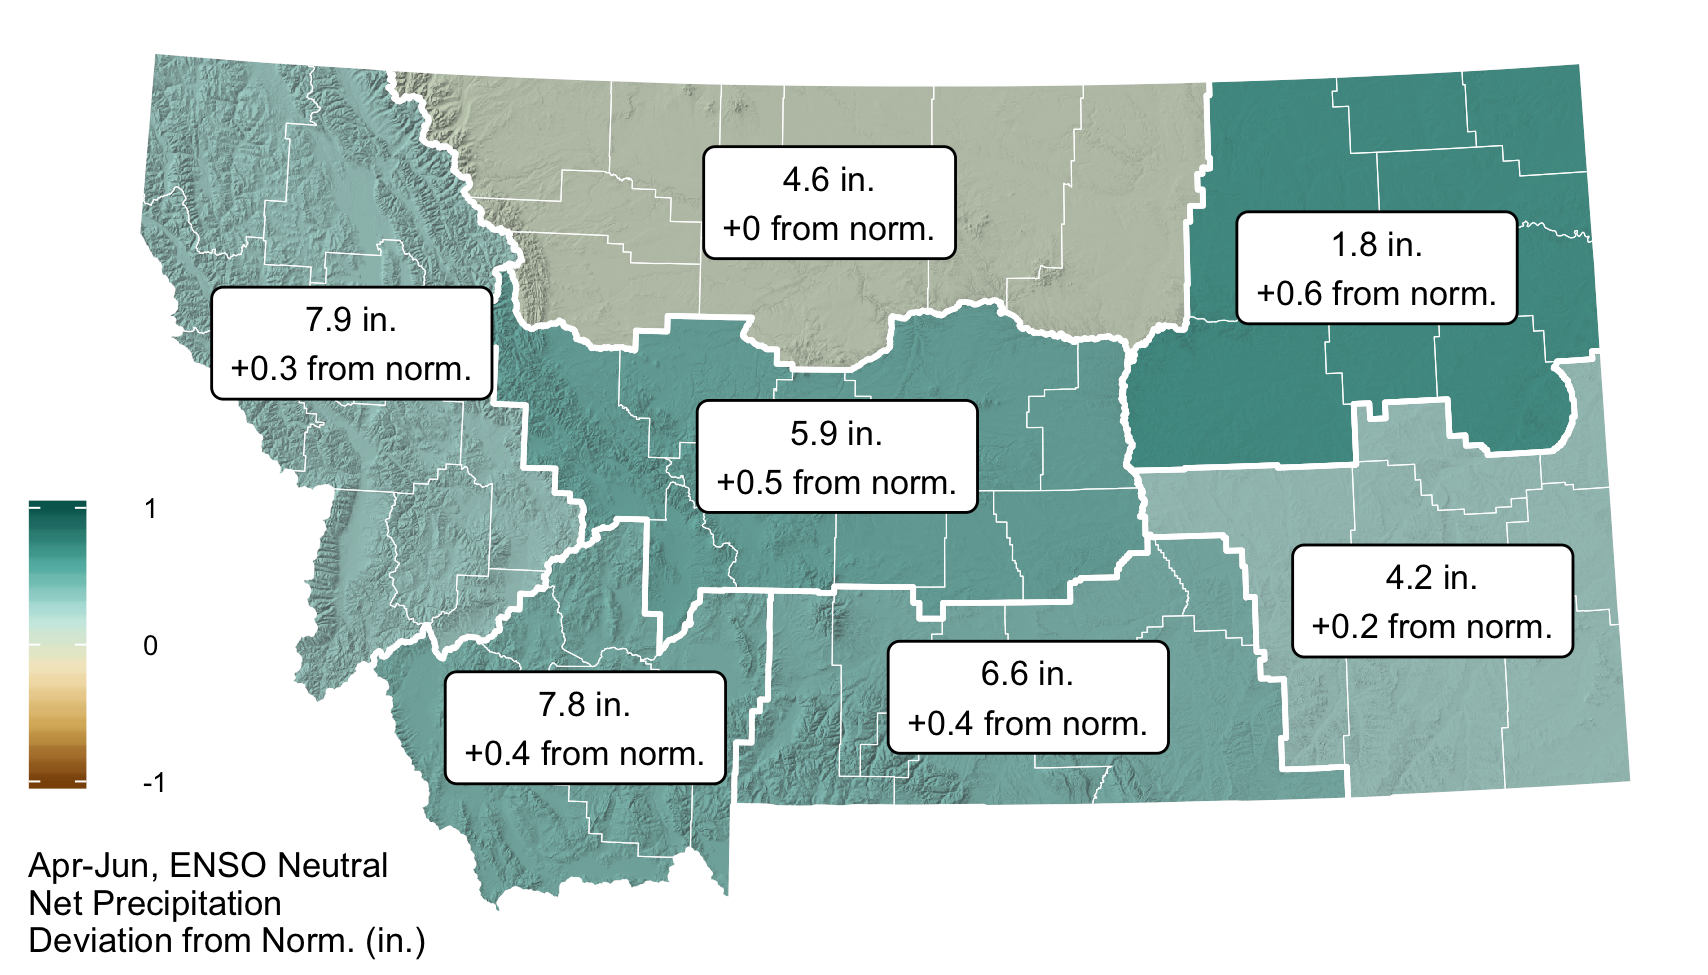 4.6 in.
+0 from norm.
1.8 in.
+0.6 from norm.
7.9 in.
+0.3 from norm.
5.9 in.
+0.5 from norm.
4.2 in.
+0.2 from norm.
6.6 in.
+0.4 from norm.
7.8 in.
+0.4 from norm.
1
0
-1
Apr-Jun, ENSO Neutral
Net Precipitation
Deviation from Norm. (in.)